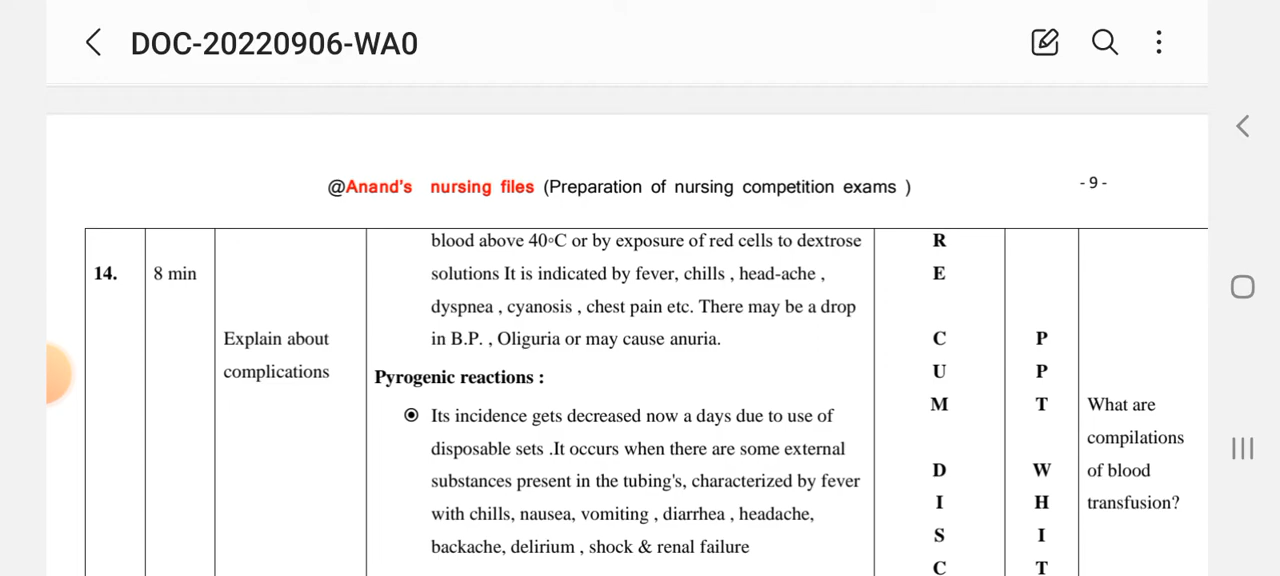 DOC-20220906-WA0
@Anand's nursing files (Preparation of nursing competition exams )
- 9 -
14.
8 min
Explain about
complications
blood above 40◦C or by exposure of red cells to dextrose
solutions It is indicated by fever, chills , head-ache ,
dyspnea , cyanosis , chest pain etc. There may be a drop
in B.P. , Oliguria or may cause anuria.
Pyrogenic reactions :
Its incidence gets decreased now a days due to use of
disposable sets .It occurs when there are some external
substances present in the tubing's, characterized by fever
with chills, nausea, vomiting , diarrhea , headache,
backache, delirium , shock & renal failure
R
E
C
U
M
D
I
S
C
P
P
T
W
H
I
T
What are
compilations
of blood
transfusion?